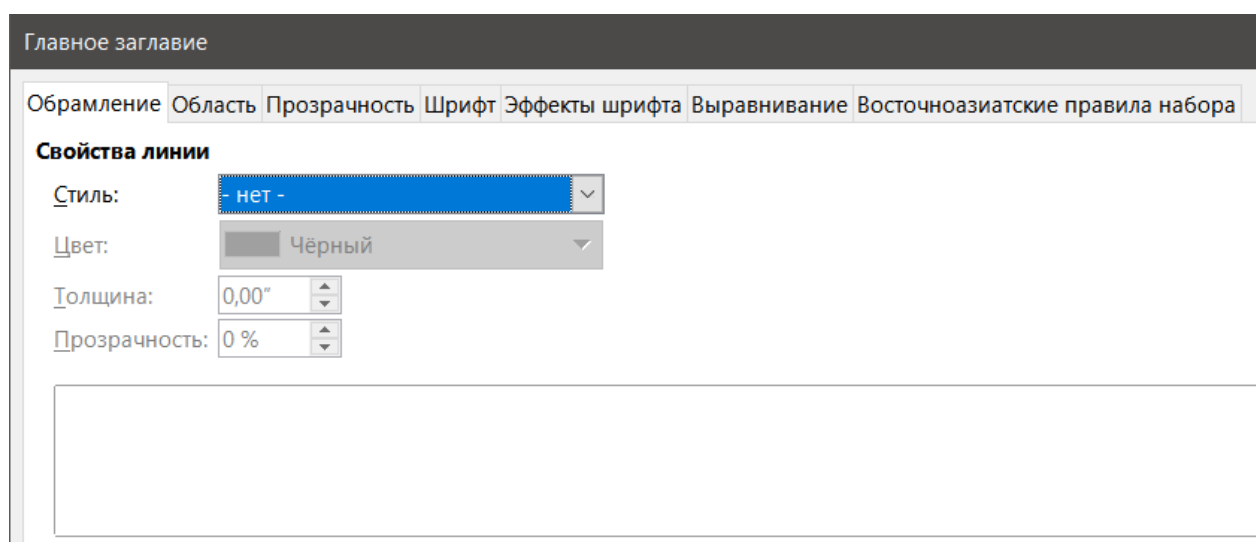 Главное заглавие
Обрамление Область Прозрачность Шрифт Эффекты шрифта Выравнивание Восточноазиатские правила набора
Свойства линии
Стиль: - нет -
Цвет: Чёрный
Толщина: 0,00″
Прозрачность: 0 %